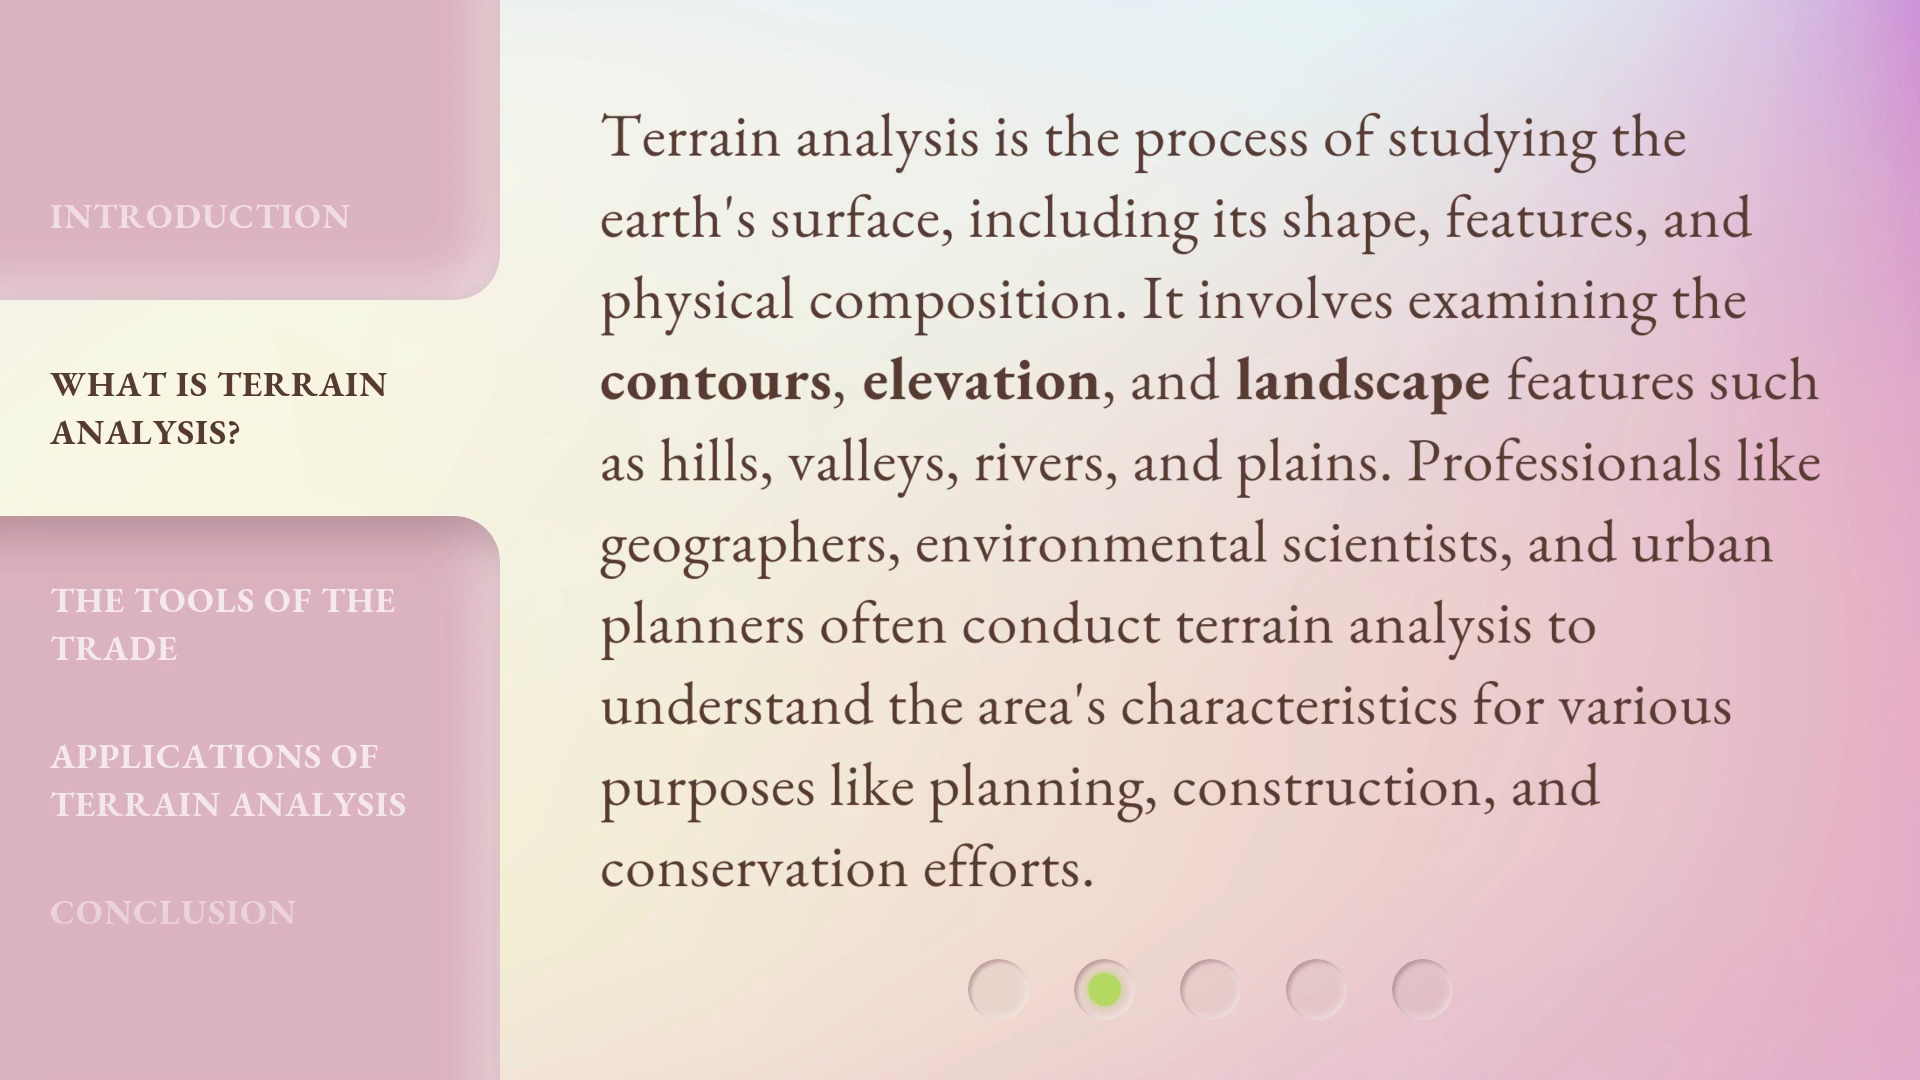 INTRODUCTION
WHAT IS TERRAIN
ANALYSIS?
THE TOOLS OF THE
TRADE
APPLICATIONS OF
TERRAIN ANALYSIS
CONCLUSION
Terrain analysis is the process of studying the
earth's surface, including its shape, features, and
physical composition. It involves examining the
contours, elevation, and landscape features such
as hills, valleys, rivers, and plains. Professionals like
geographers, environmental scientists, and urban
planners often conduct terrain analysis to
understand the area's characteristics for various
purposes like planning, construction, and
conservation efforts.